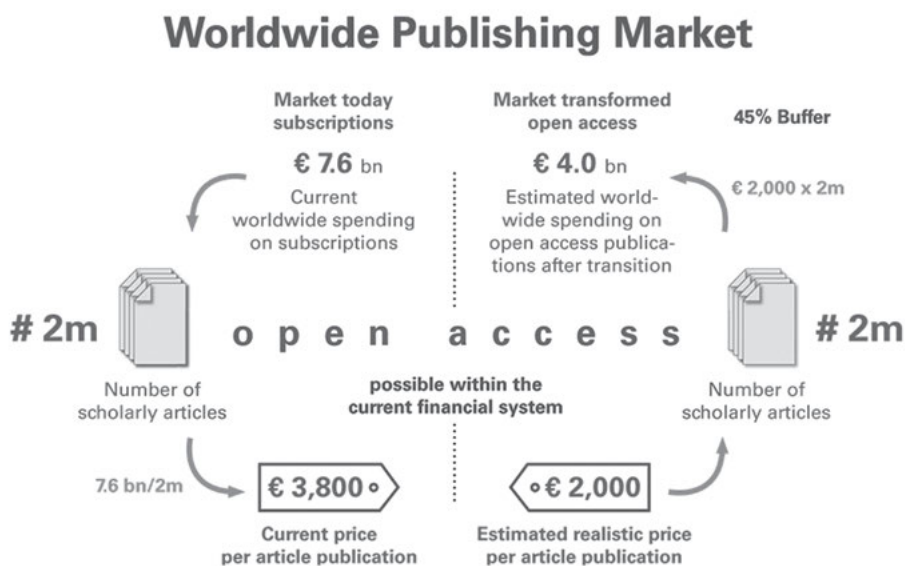 Worldwide Publishing Market
Market today
subscriptions
€ 7.6 bn
Current
worldwide spending
on subscriptions
Market transformed
open access
€ 4.0 bn
Estimated world-
wide spending on
open access publica-
tions after transition
45% Buffer
€ 2,000 x 2m
# 2m
Number of
scholarly articles
open access
# 2m
Number of
scholarly articles
possible within the
current financial system
7.6 bn/2m
€ 3,800
Current price
per article publication
€ 2,000
Estimated realistic price
per article publication